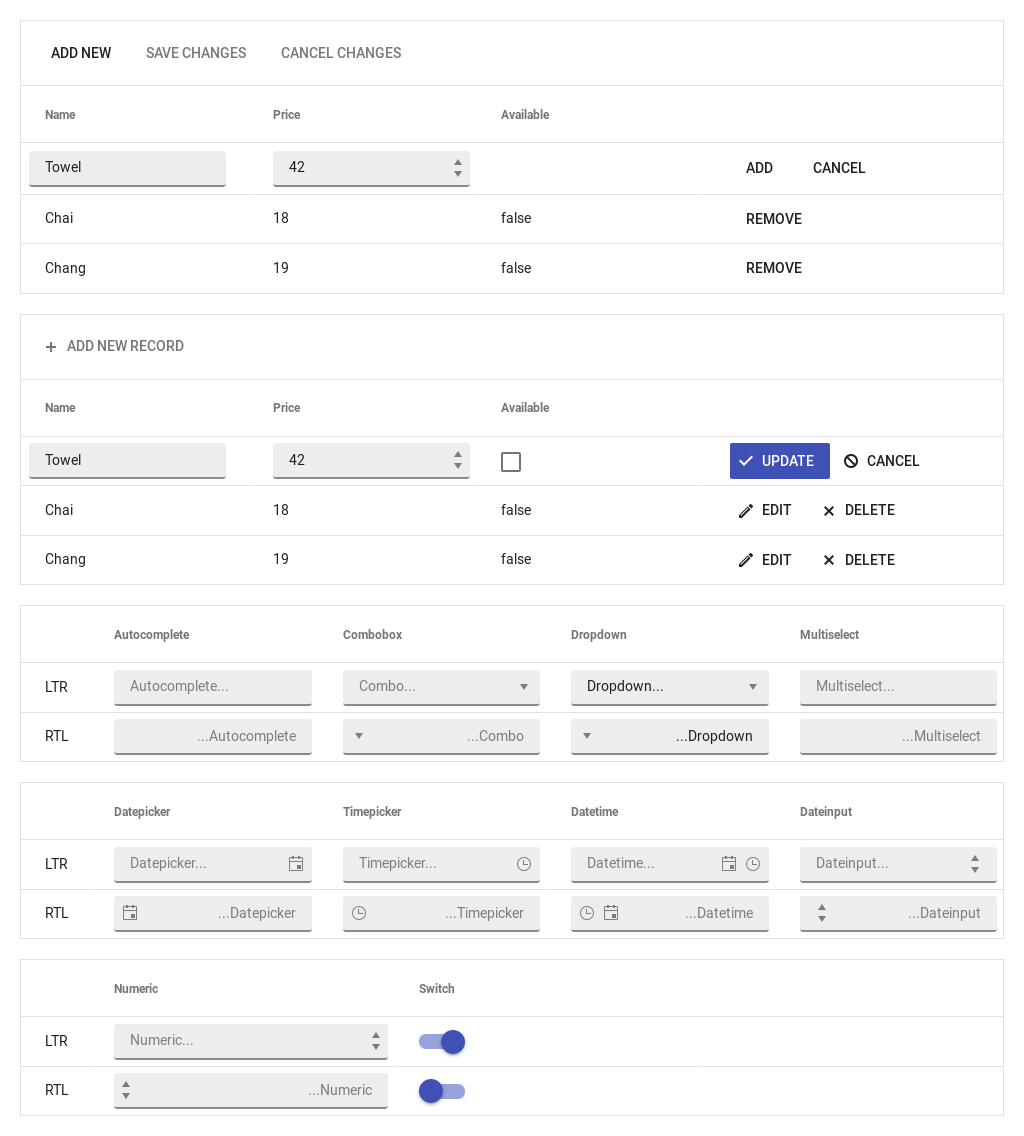 ADD NEW SAVE CHANGES CANCEL CHANGES
Name Price Available
Towel 42 ADD CANCEL
Chai 18 false REMOVE
Chang 19 false REMOVE
ADD NEW RECORD
Name Price Available
Towel 42 UPDATE CANCEL
Chai 18 false EDIT DELETE
Chang 19 false EDIT DELETE
Autocomplete Combobox Dropdown Multiselect
LTR Autocomplete... Combo... Dropdown... Multiselect...
RTL ...Autocomplete ...Combo ...Dropdown ...Multiselect
Datepicker Timepicker Datetime Dateinput
LTR Datepicker... Timepicker... Datetime... Dateinput...
RTL ...Datepicker ...Timepicker ...Datetime ...Dateinput
Numeric Switch
LTR Numeric...
RTL ...Numeric